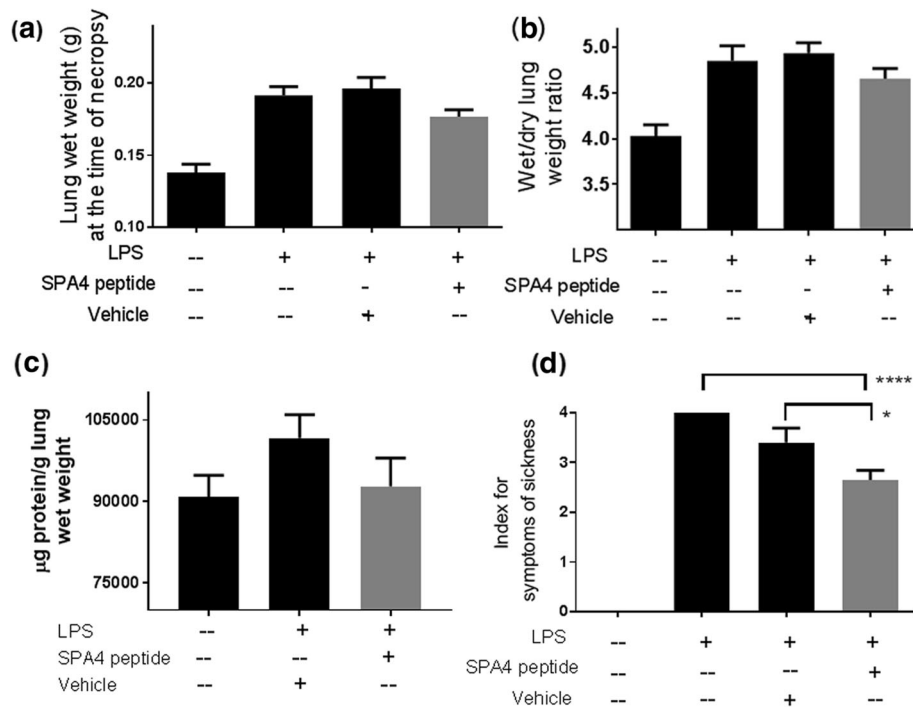 (a)
Lung wet weight (g)
at the time of necropsy
0.20
0.15
0.10
LPS -- + + +
SPA4 peptide -- -- - +
Vehicle -- -- + --
(b)
Wet/dry lung
weight ratio
5.0
4.5
4.0
3.5
LPS -- + + +
SPA4 peptide -- -- - +
Vehicle -- -- + --
(c)
µg protein/g lung
wet weight
105000
90000
75000
LPS -- + +
SPA4 peptide -- -- +
Vehicle -- + --
(d)
****
*
Index for
symptoms of sickness
4
3
2
1
0
LPS -- + + +
SPA4 peptide -- -- -- +
Vehicle -- -- + --